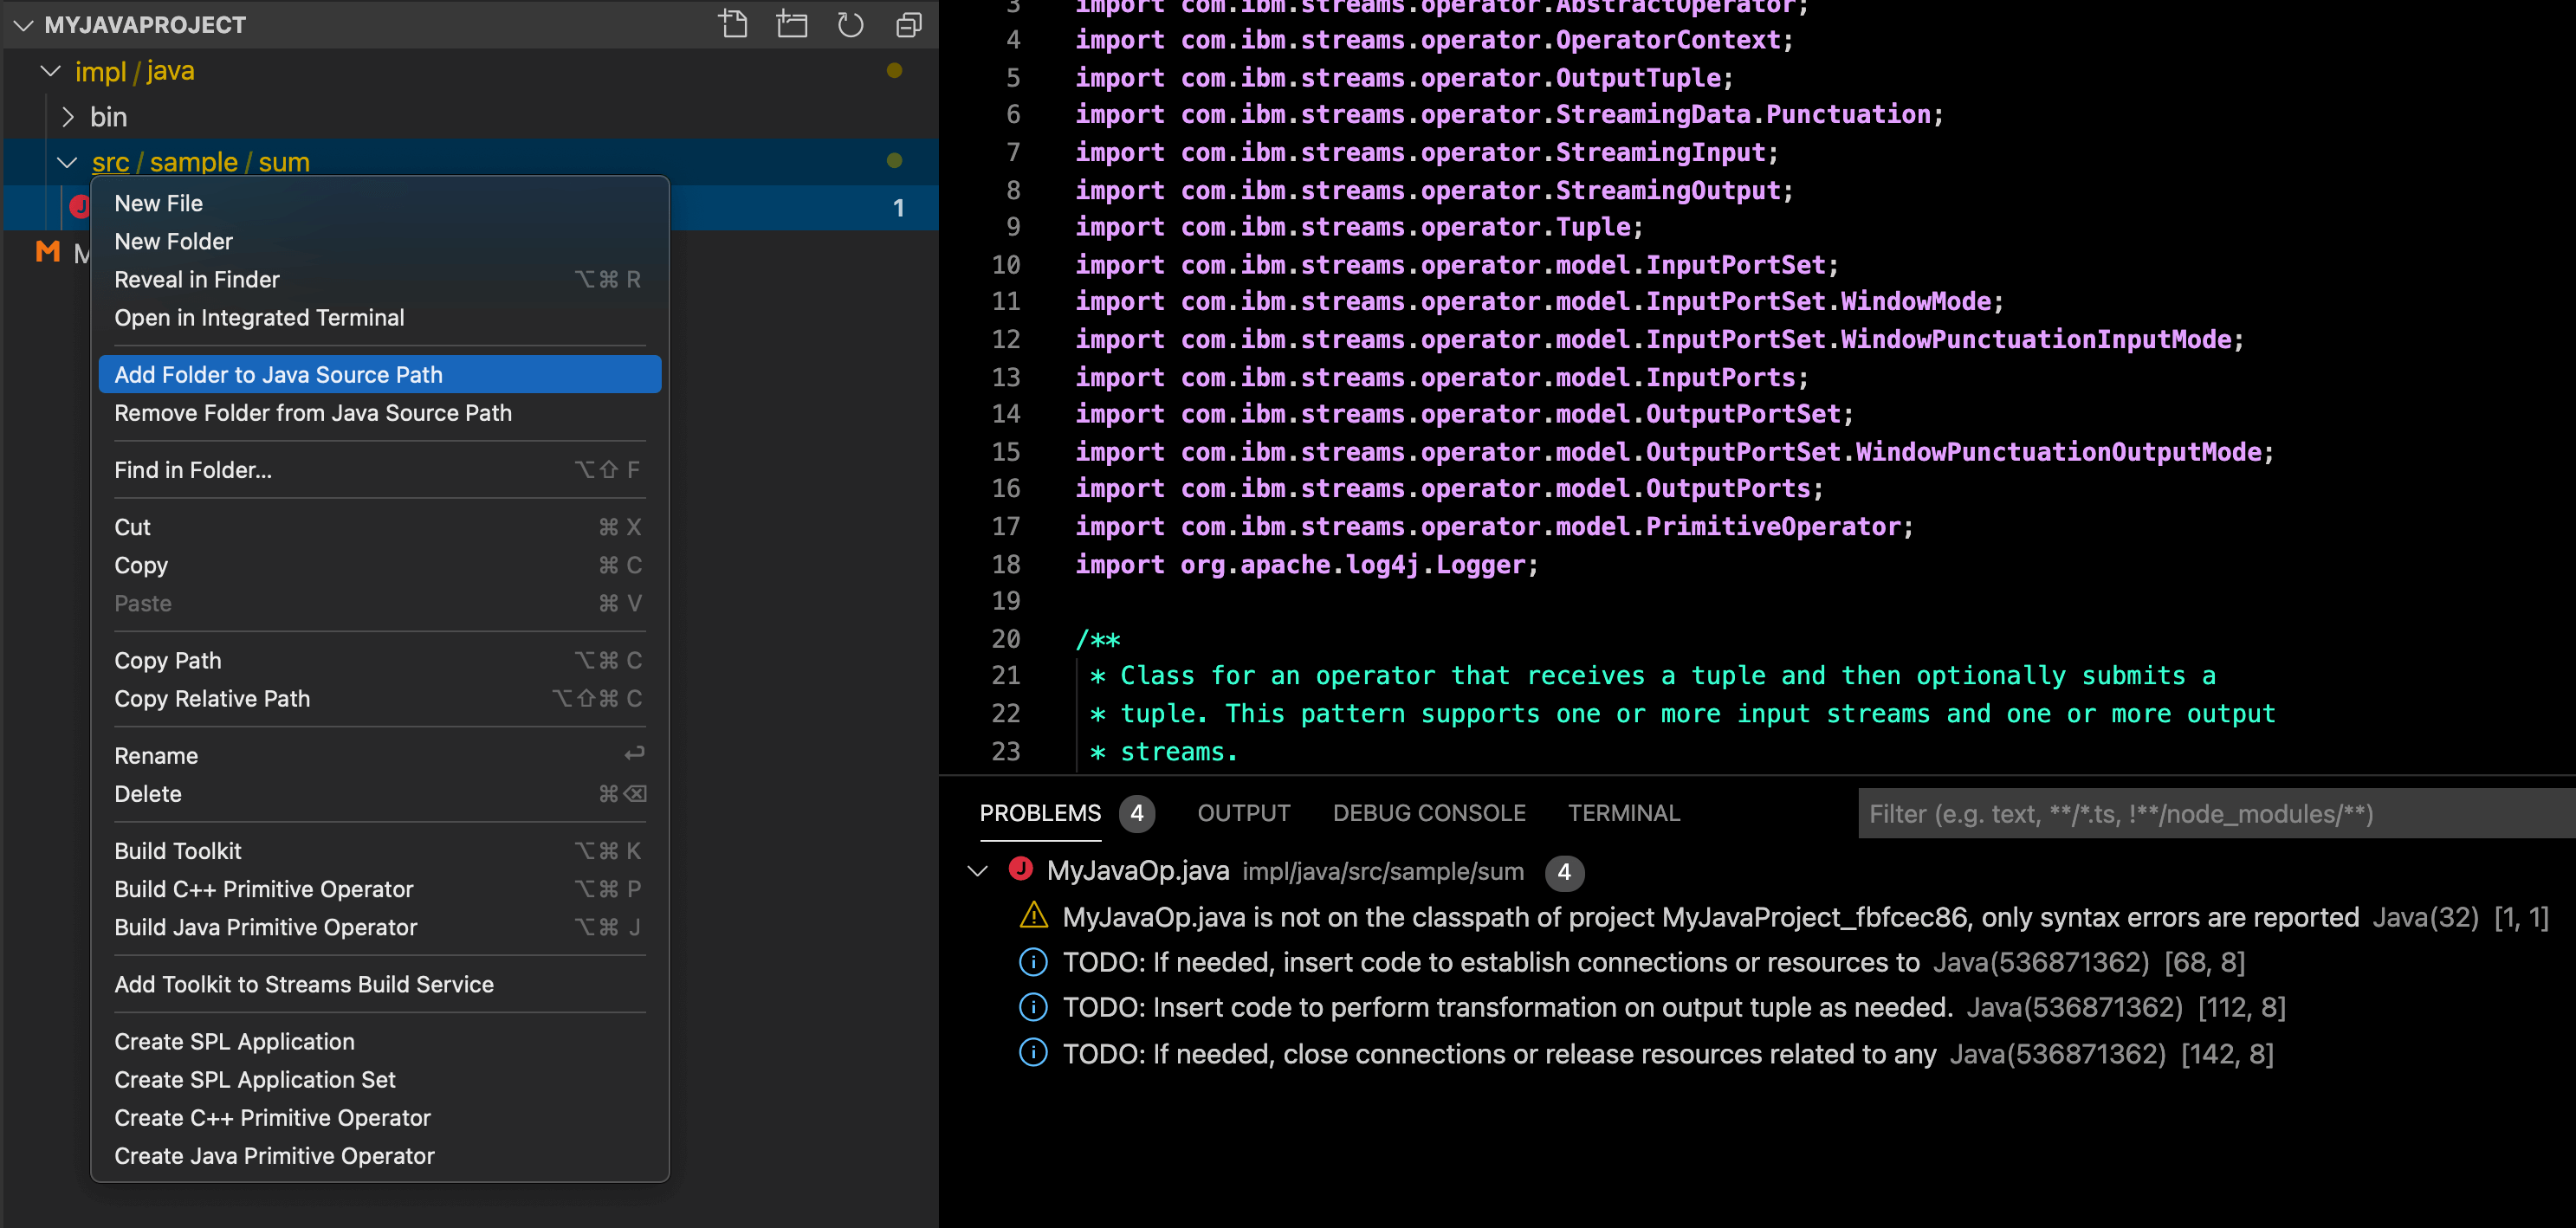 MYJAVAPROJECT
impl / java
bin
src / sample / sum
1
M
New File
New Folder
Reveal in Finder ⌥⌘ R
Open in Integrated Terminal
Add Folder to Java Source Path
Remove Folder from Java Source Path
Find in Folder... ⌥⇧ F
Cut ⌘ X
Copy ⌘ C
Paste ⌘ V
Copy Path ⌥⌘ C
Copy Relative Path ⌥⇧⌘ C
Rename ↩
Delete ⌘⌫
Build Toolkit ⌥⌘ K
Build C++ Primitive Operator ⌥⌘ P
Build Java Primitive Operator ⌥⌘ J
Add Toolkit to Streams Build Service
Create SPL Application
Create SPL Application Set
Create C++ Primitive Operator
Create Java Primitive Operator
3 import com.ibm.streams.operator.AbstractOperator;
4 import com.ibm.streams.operator.OperatorContext;
5 import com.ibm.streams.operator.OutputTuple;
6 import com.ibm.streams.operator.StreamingData.Punctuation;
7 import com.ibm.streams.operator.StreamingInput;
8 import com.ibm.streams.operator.StreamingOutput;
9 import com.ibm.streams.operator.Tuple;
10 import com.ibm.streams.operator.model.InputPortSet;
11 import com.ibm.streams.operator.model.InputPortSet.WindowMode;
12 import com.ibm.streams.operator.model.InputPortSet.WindowPunctuationInputMode;
13 import com.ibm.streams.operator.model.InputPorts;
14 import com.ibm.streams.operator.model.OutputPortSet;
15 import com.ibm.streams.operator.model.OutputPortSet.WindowPunctuationOutputMode;
16 import com.ibm.streams.operator.model.OutputPorts;
17 import com.ibm.streams.operator.model.PrimitiveOperator;
18 import org.apache.log4j.Logger;
19
20 /**
21 * Class for an operator that receives a tuple and then optionally submits a
22 * tuple. This pattern supports one or more input streams and one or more output
23 * streams.
PROBLEMS 4 OUTPUT DEBUG CONSOLE TERMINAL Filter (e.g. text, **/*.ts, !**/node_modules/**)
J MyJavaOp.java impl/java/src/sample/sum 4
MyJavaOp.java is not on the classpath of project MyJavaProject_fbfcec86, only syntax errors are reported Java(32) [1, 1]
TODO: If needed, insert code to establish connections or resources to Java(536871362) [68, 8]
TODO: Insert code to perform transformation on output tuple as needed. Java(536871362) [112, 8]
TODO: If needed, close connections or release resources related to any Java(536871362) [142, 8]